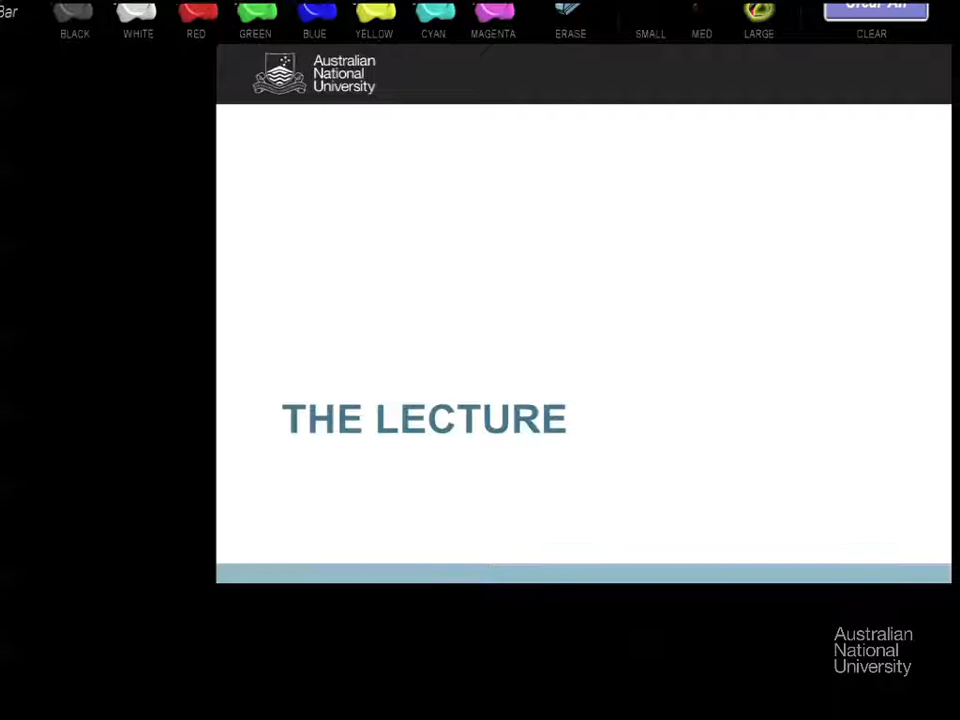 Bar
BLACK WHITE RED GREEN BLUE YELLOW CYAN MAGENTA ERASE SMALL MED LARGE CLEAR
Australian
National
University
THE LECTURE
Australian
National
University